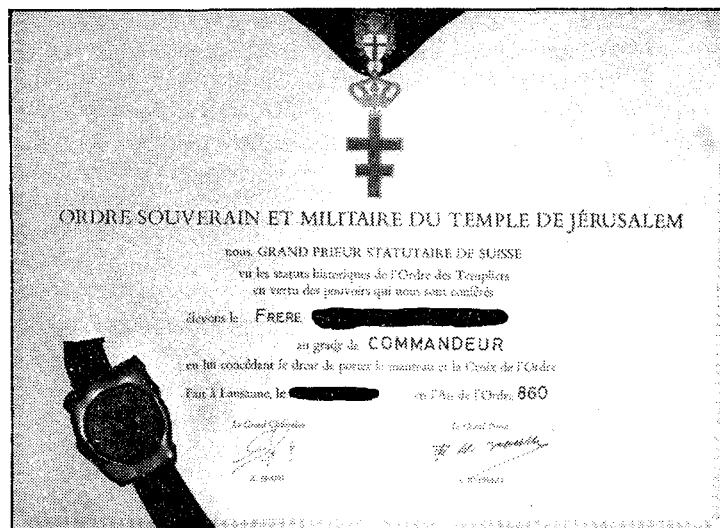 ORDRE SOUVERAIN ET MILITAIRE DU TEMPLE DE JÉRUSALEM
nous, GRAND PRIEUR STATUTAIRE DE SUISSE
vu les statuts historiques de l'Ordre des Templiers
en vertu des pouvoirs qui nous sont conférés
élevons le FRERE
au grade de COMMANDEUR
en lui concédant le droit de porter le manteau et la Croix de l'Ordre
Fait à Lausanne, le en l'An de l'Ordre 860
Le Grand Le Grand